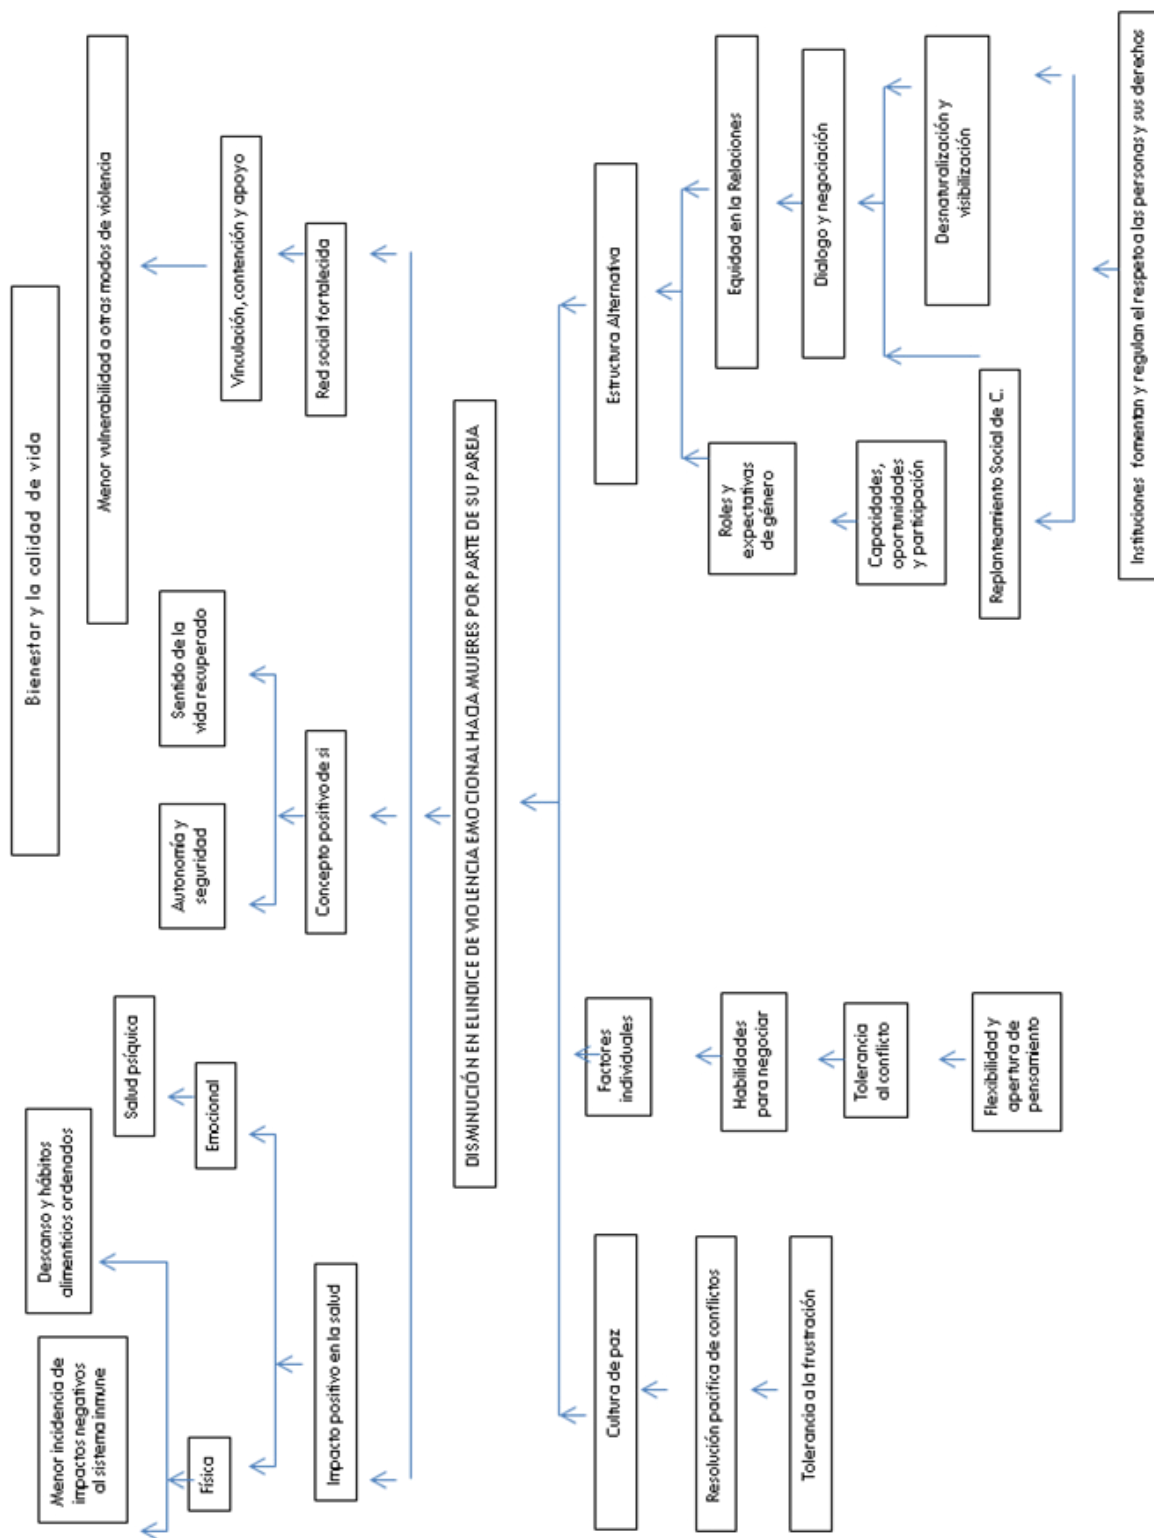 Bienestar y la calidad de vida
Menor incidencia de
impactos negativos
al sistema inmune
Descanso y hábitos
alimenticios ordenados
Menor vulnerabilidad a otras modos de violencia
Salud psíquica
Autonomía y
seguridad
Sentido de la
vida recuperado
Física
Emocional
Vinculación, contención y apoyo
Impacto positivo en la salud
Concepto positivo de si
Red social fortalecida
DISMINUCIÓN EN EL INDICE DE VIOLENCIA EMOCIONAL HACIA MUJERES POR PARTE DE SU PAREJA
Cultura de paz
Factores
individuales
Estructura Alternativa
Resolución pacífica de conflictos
Habilidades
para negociar
Roles y
expectativas
de género
Equidad en la Relaciones
Tolerancia a la frustración
Tolerancia
al conflicto
Capacidades,
oportunidades
y participación
Dialogo y negociación
Flexibilidad y
apertura de
pensamiento
Replanteamiento Social de C.
Desnaturalización y
visibilización
Instituciones fomentan y regulan el respeto a las personas y sus derechos